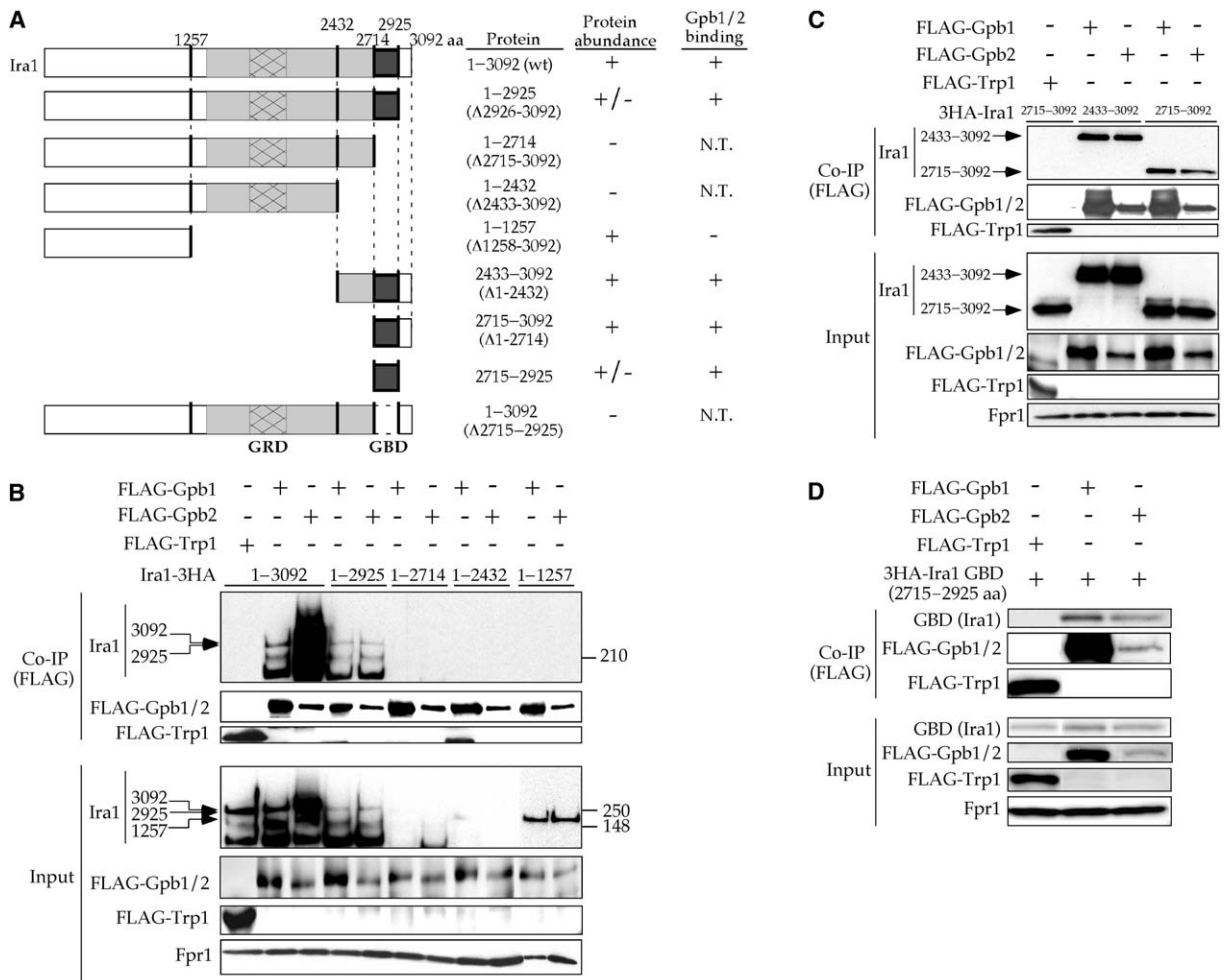 A
1257
2432
2714
2925
3092 aa
Protein
Protein abundance
Gpb1/2 binding
Ira1
1–3092 (wt) + +
1–2925 (Δ2926-3092) +/- +
1–2714 (Δ2715-3092) - N.T.
1–2432 (Δ2433-3092) - N.T.
1–1257 (Δ1258-3092) + -
2433–3092 (Δ1-2432) + +
2715-3092 (Δ1-2714) + +
2715–2925 +/- +
1–3092 (Δ2715–2925) - N.T.
GRD
GBD
B
FLAG-Gpb1 - + - + - + - + - + -
FLAG-Gpb2 - - + - + - + - + - +
FLAG-Trp1 + - - - - - - - - - -
Ira1-3HA 1–3092 1–2925 1–2714 1–2432 1–1257
Co-IP (FLAG)
Ira1
3092
2925
210
FLAG-Gpb1/2
FLAG-Trp1
Input
Ira1
3092
2925
1257
250
148
FLAG-Gpb1/2
FLAG-Trp1
Fpr1
C
FLAG-Gpb1 - + - + -
FLAG-Gpb2 - - + - +
FLAG-Trp1 + - - - -
3HA-Ira1 2715–3092 2433–3092 2715–3092
Co-IP (FLAG)
Ira1
2433–3092
2715–3092
FLAG-Gpb1/2
FLAG-Trp1
Input
Ira1
2433–3092
2715–3092
FLAG-Gpb1/2
FLAG-Trp1
Fpr1
D
FLAG-Gpb1 - + -
FLAG-Gpb2 - - +
FLAG-Trp1 + - -
3HA-Ira1 GBD (2715–2925 aa) + + +
Co-IP (FLAG)
GBD (Ira1)
FLAG-Gpb1/2
FLAG-Trp1
Input
GBD (Ira1)
FLAG-Gpb1/2
FLAG-Trp1
Fpr1